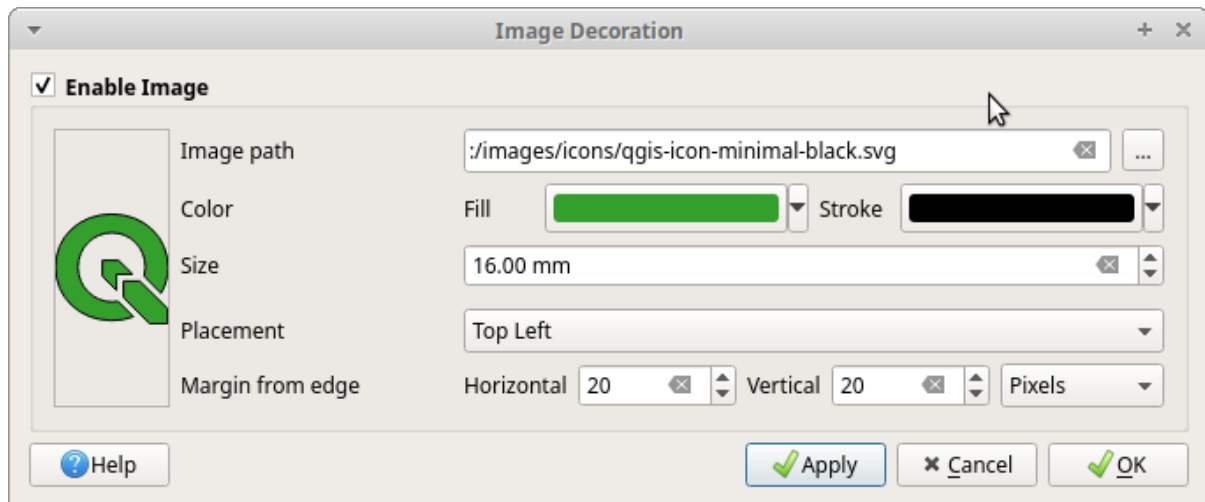 Image Decoration
Enable Image
Image path :/images/icons/qgis-icon-minimal-black.svg ...
Color Fill Stroke
Size 16.00 mm
Placement Top Left
Margin from edge Horizontal 20 Vertical 20 Pixels
Help Apply Cancel OK